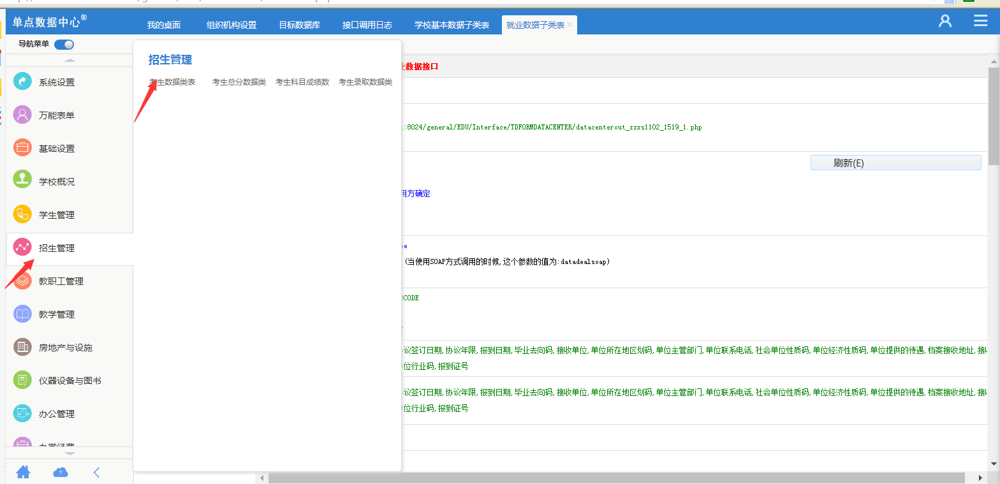 单点数据中心®
我的桌面
组织机构设置
目标数据库
接口调用日志
学校基本数据子类表
就业数据子类表
导航菜单
系统设置
万能表单
基础设置
学校概况
学生管理
招生管理
教职工管理
教学管理
房地产与设施
仪器设备与图书
办公管理
办学经费
招生管理
考生数据类表
考生总分数据类
考生科目成绩数
考生录取数据类
数据接口
:8024/general/EDU/Interface/TDFORMDATACENTER/datacenterout_zzxs1102_1519_1.php
刷新(E)
用方确定
(当使用SOAP方式调用的时候,这个参数的值为:datadealsoap)
CODE
议签订日期,协议年限,报到日期,毕业去向码,接收单位,单位所在地区划码,单位主管部门,单位联系电话,社会单位性质码,单位经济性质码,单位提供的待遇,档案接收地址,接
单位行业码,报到证号
议签订日期,协议年限,报到日期,毕业去向码,接收单位,单位所在地区划码,单位主管部门,单位联系电话,社会单位性质码,单位经济性质码,单位提供的待遇,档案接收地址,接
单位行业码,报到证号